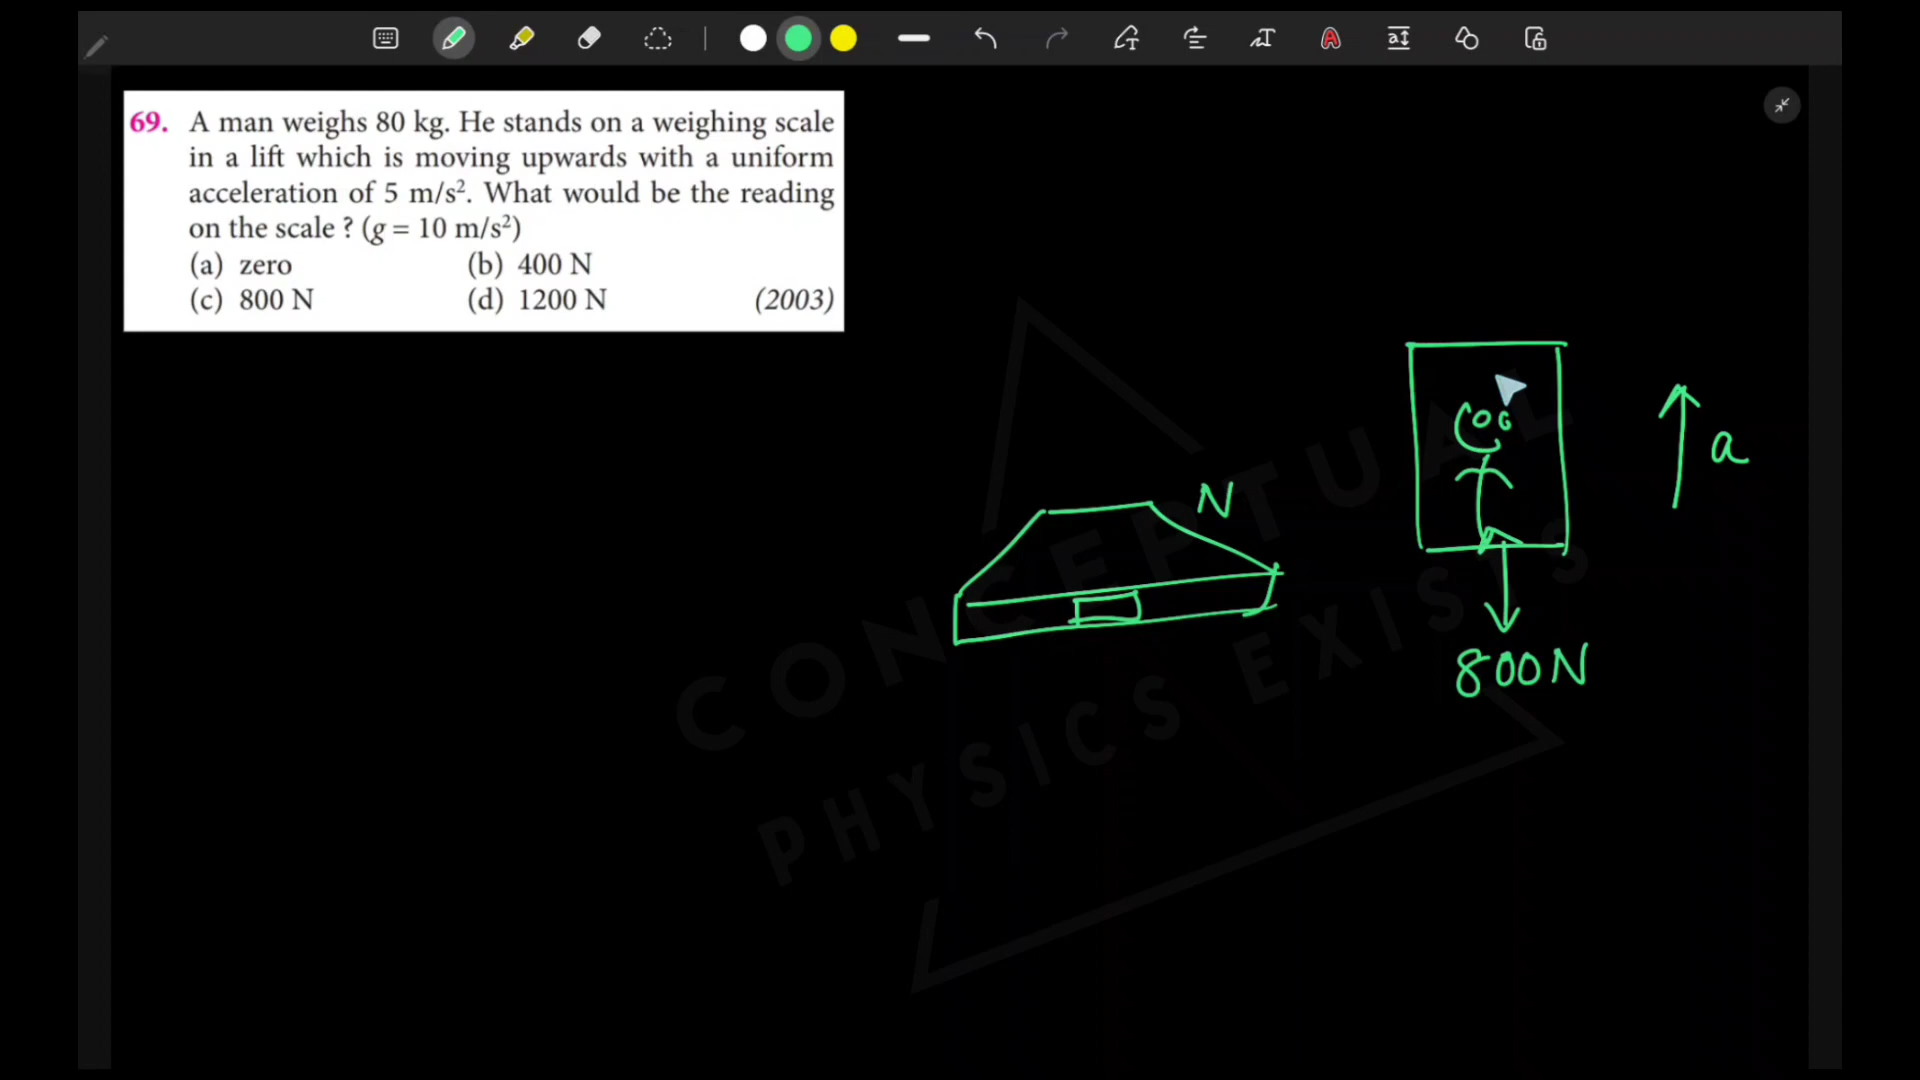 69. A man weighs 80 kg. He stands on a weighing scale
in a lift which is moving upwards with a uniform
acceleration of 5 m/s². What would be the reading
on the scale ? (g = 10 m/s²)
(a) zero (b) 400 N
(c) 800 N (d) 1200 N (2003)
N
a
800N
CONCEPTUAL
PHYSICS EXISTS